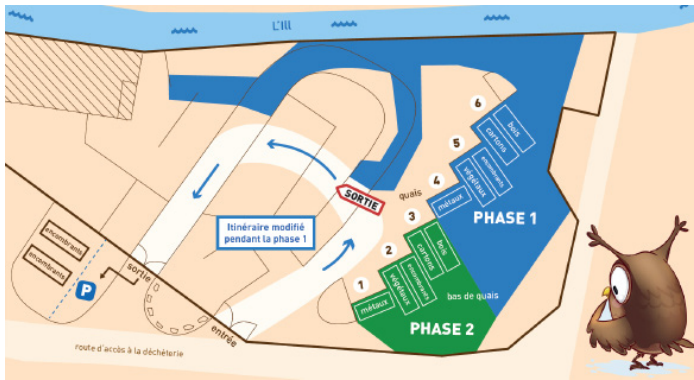 L'Ill
6
bois
cartons
5
encombrants
végétaux
4
métaux
quais
SORTIE
PHASE 1
Itinéraire modifié
pendant la phase 1
3
bois
cartons
2
encombrants
végétaux
1
métaux
bas de quais
PHASE 2
encombrants
encombrants
P
sortie
entrée
route d'accès à la déchèterie